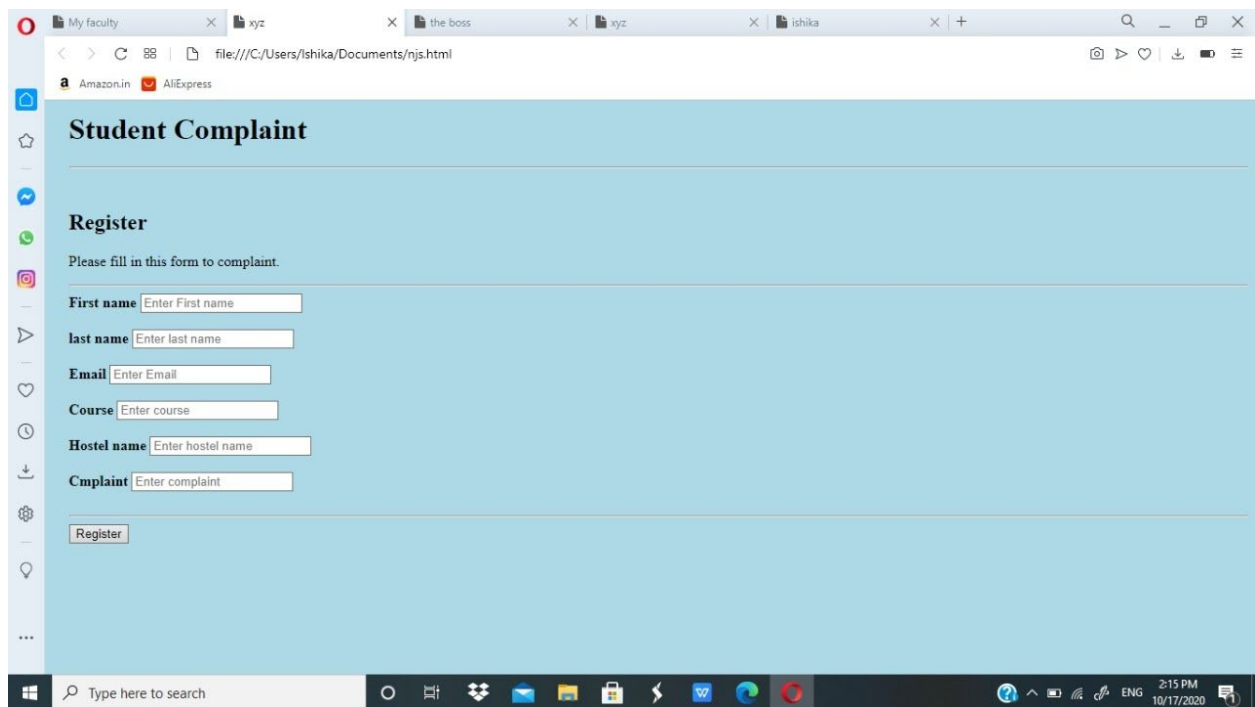 My faculty xyz the boss xyz ishika
file:///C:/Users/Ishika/Documents/njs.html
Amazon.in AliExpress
Student Complaint
Register
Please fill in this form to complaint.
First name Enter First name
last name Enter last name
Email Enter Email
Course Enter course
Hostel name Enter hostel name
Cmplaint Enter complaint
Register
Type here to search ENG 2:15 PM
10/17/2020